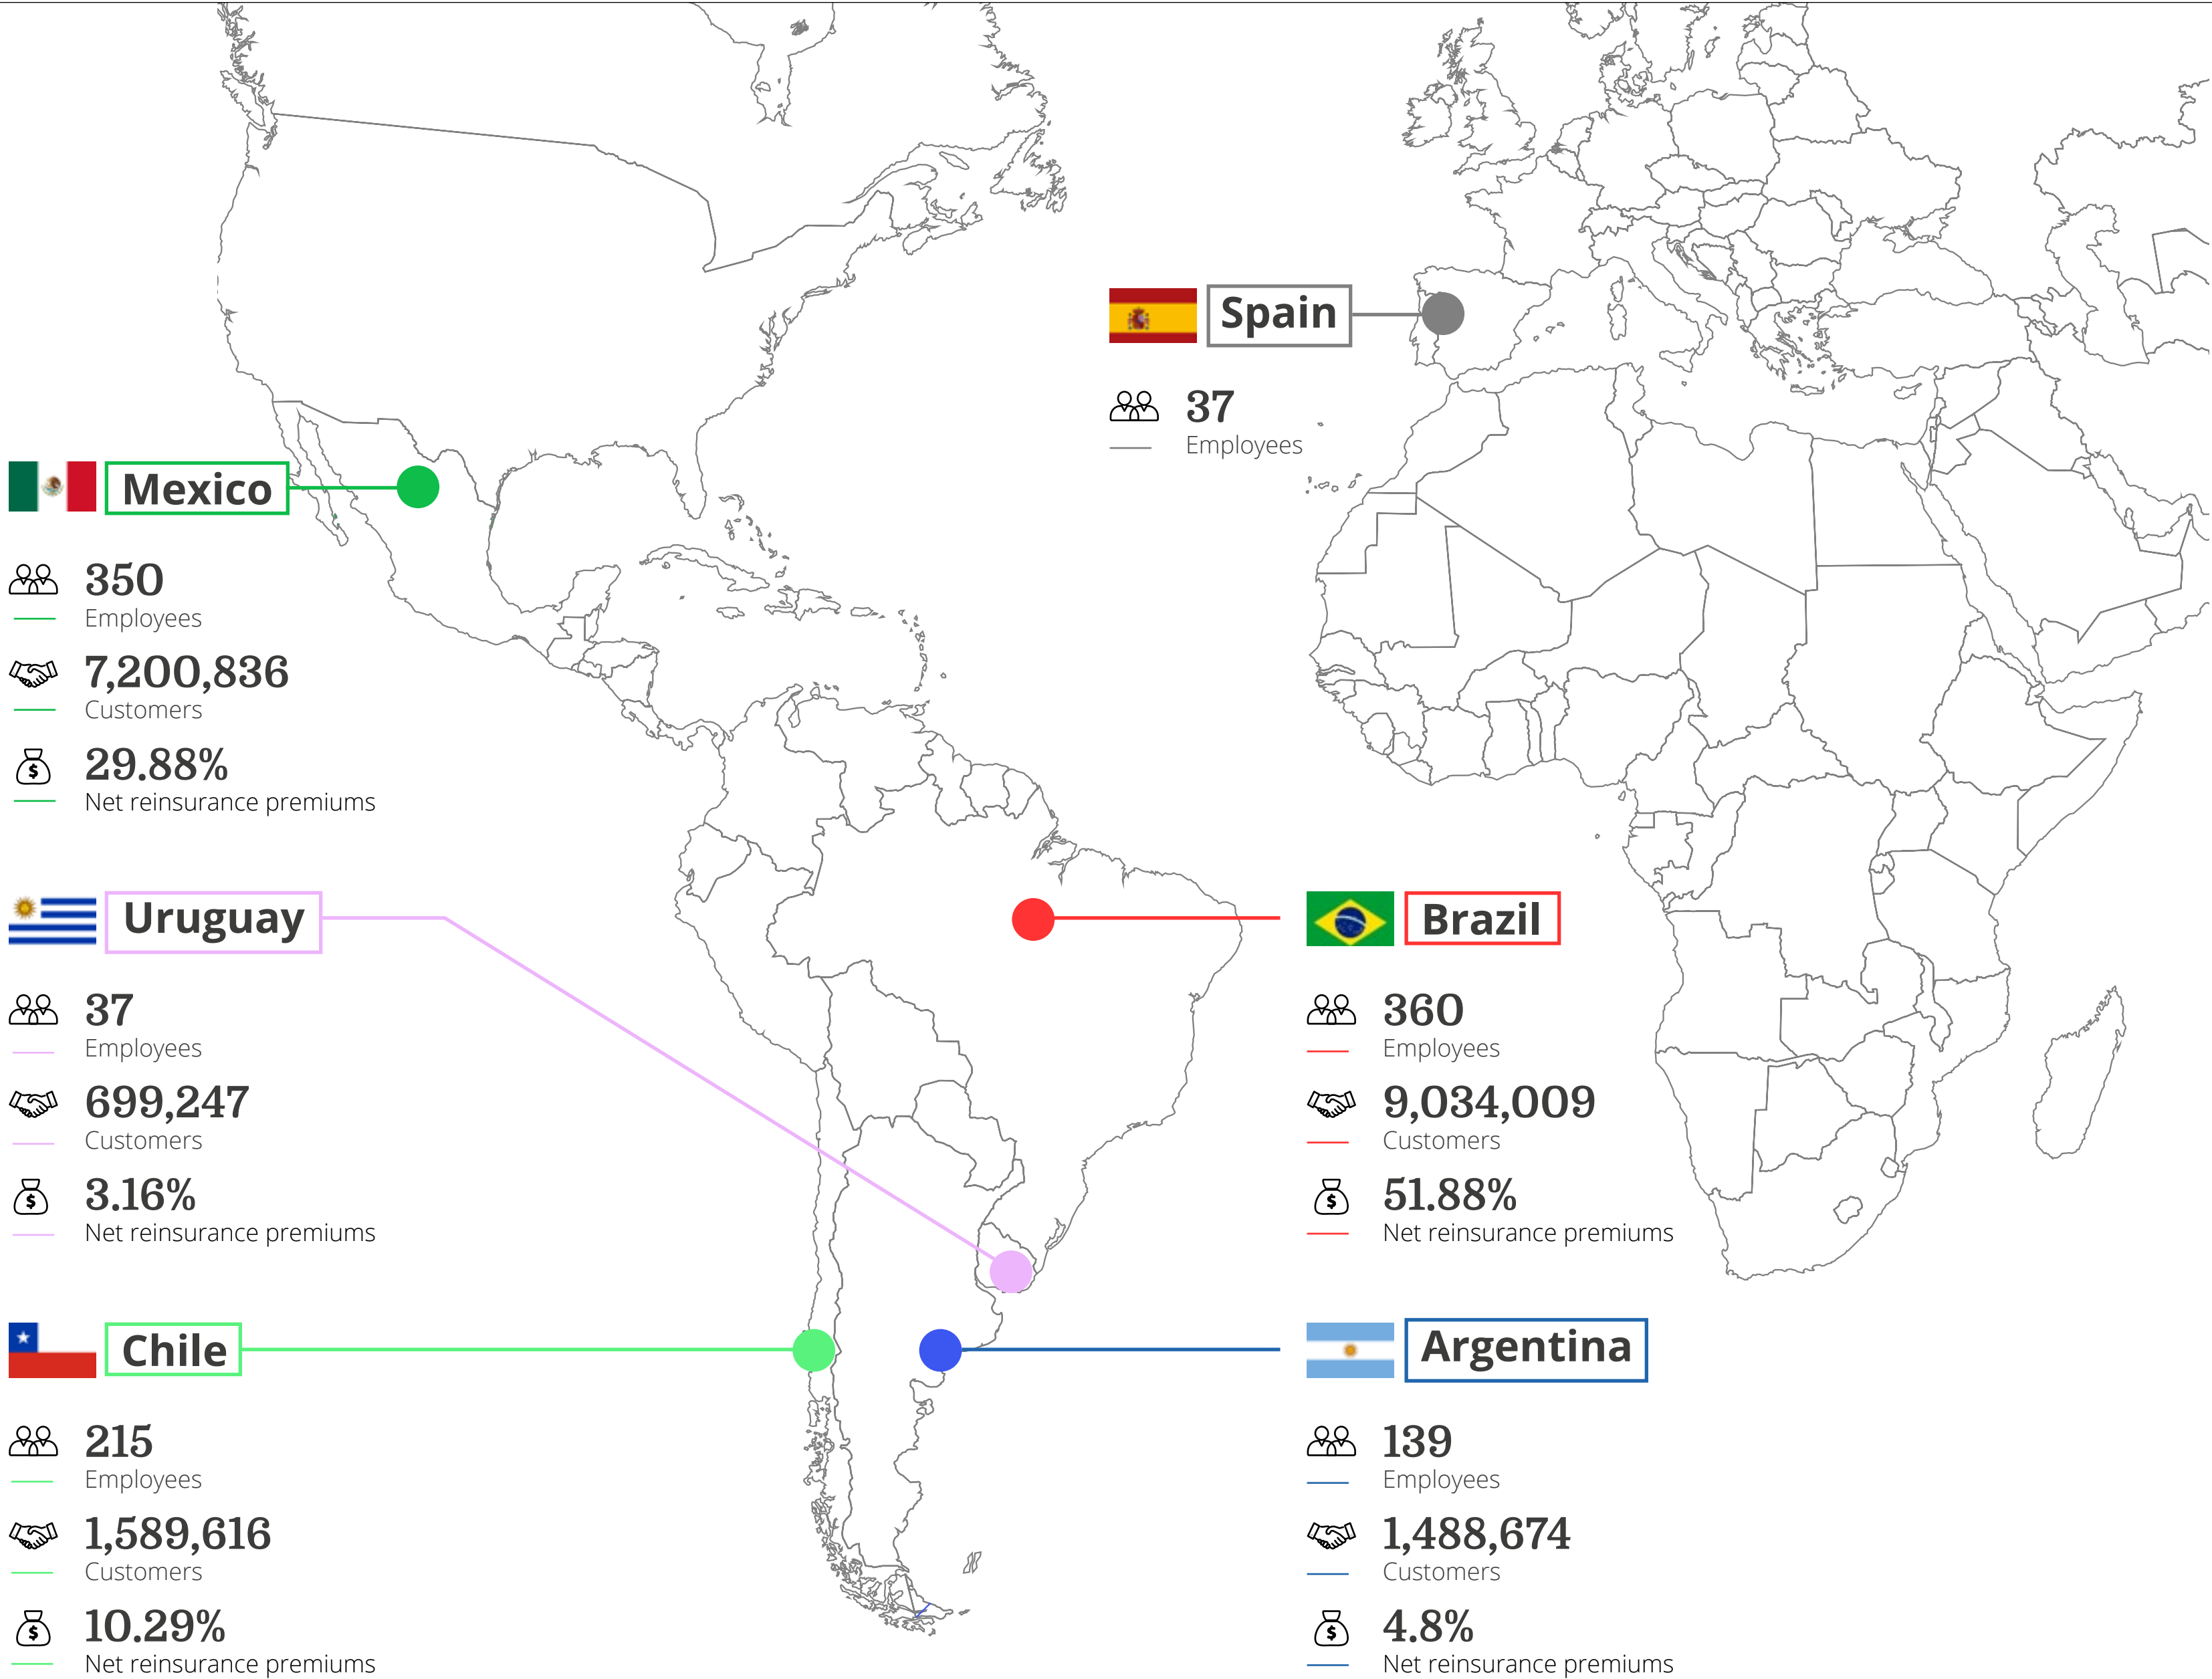 Spain
37
Employees
Mexico
350
Employees
7,200,836
Customers
29.88%
Net reinsurance premiums
Uruguay
37
Employees
699,247
Customers
3.16%
Net reinsurance premiums
Brazil
360
Employees
9,034,009
Customers
51.88%
Net reinsurance premiums
Chile
215
Employees
1,589,616
Customers
10.29%
Net reinsurance premiums
Argentina
139
Employees
1,488,674
Customers
4.8%
Net reinsurance premiums